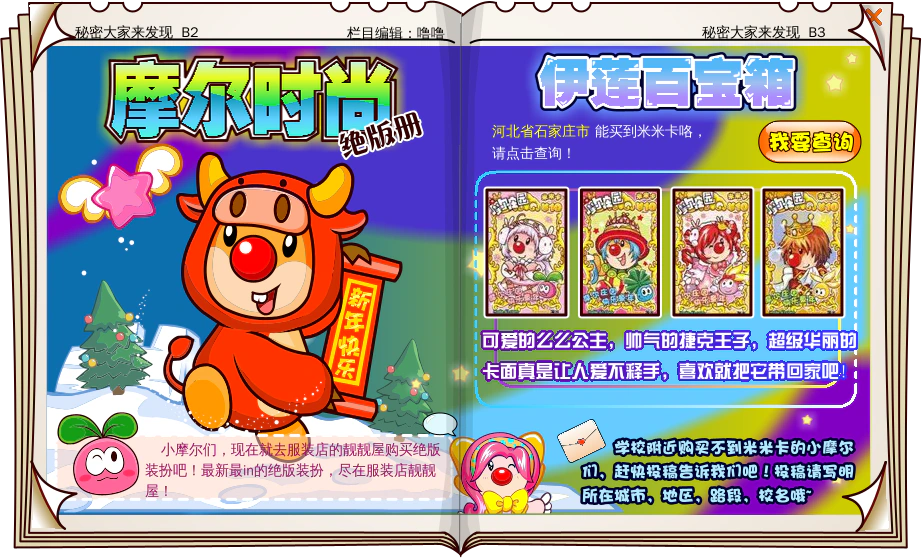 秘密大家来发现 B2
栏目编辑：噜噜
摩尔时尚
绝版册
新年快乐
小摩尔们，现在就去服装店的靓靓屋购买绝版
装扮吧！最新最in的绝版装扮，尽在服装店靓靓
屋！
秘密大家来发现 B3
伊莲百宝箱
河北省石家庄市 能买到米米卡咯，
请点击查询！
我要查询
可爱的么么公主，帅气的捷克王子，超级华丽的
卡面真是让人爱不释手，喜欢就把它带回家吧！
学校附近购买不到米米卡的小摩尔
们，赶快投稿告诉我们吧！投稿请写明
所在城市、地区，路段，校名哦~